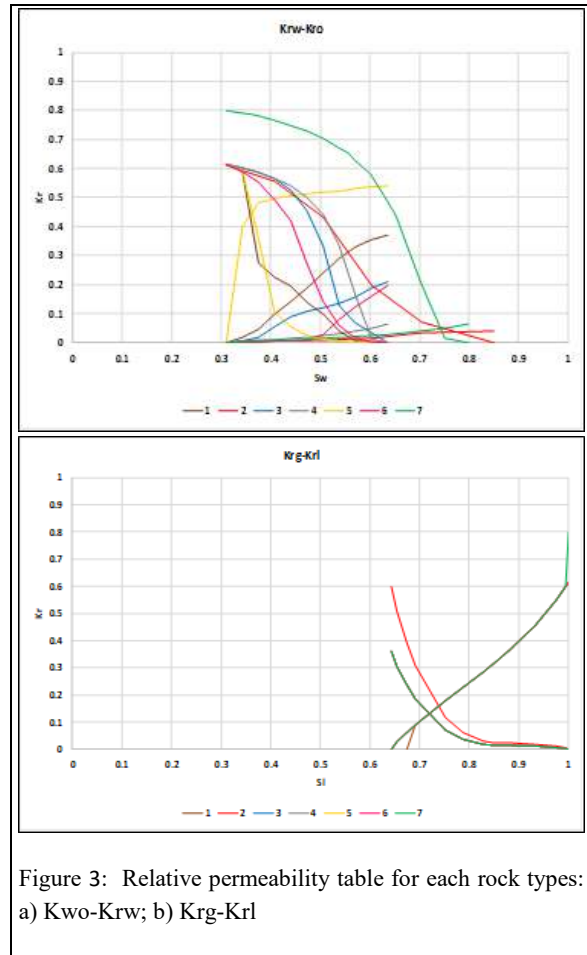 Krw-Kro
1
0.9
0.8
0.7
0.6
0.5
0.4
0.3
0.2
0.1
0
Kr
0 0.1 0.2 0.3 0.4 0.5 0.6 0.7 0.8 0.9 1
Sw
1 2 3 4 5 6 7
Krg-Krl
1
0.9
0.8
0.7
0.6
0.5
0.4
0.3
0.2
0.1
0
Kr
0 0.1 0.2 0.3 0.4 0.5 0.6 0.7 0.8 0.9 1
Sl
1 2 3 4 5 6 7
Figure 3: Relative permeability table for each rock types:
a) Kwo-Krw; b) Krg-Krl